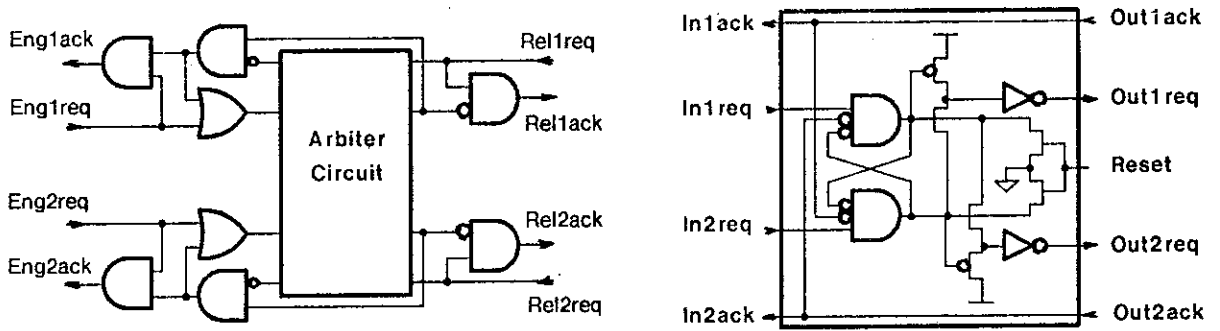 Eng1ack
Eng1req
Eng2req
Eng2ack
Arbiter
Circuit
Rel1req
Rel1ack
Rel2ack
Rel2req
In1ack
In1req
In2req
In2ack
Out1ack
Out1req
Reset
Out2req
Out2ack